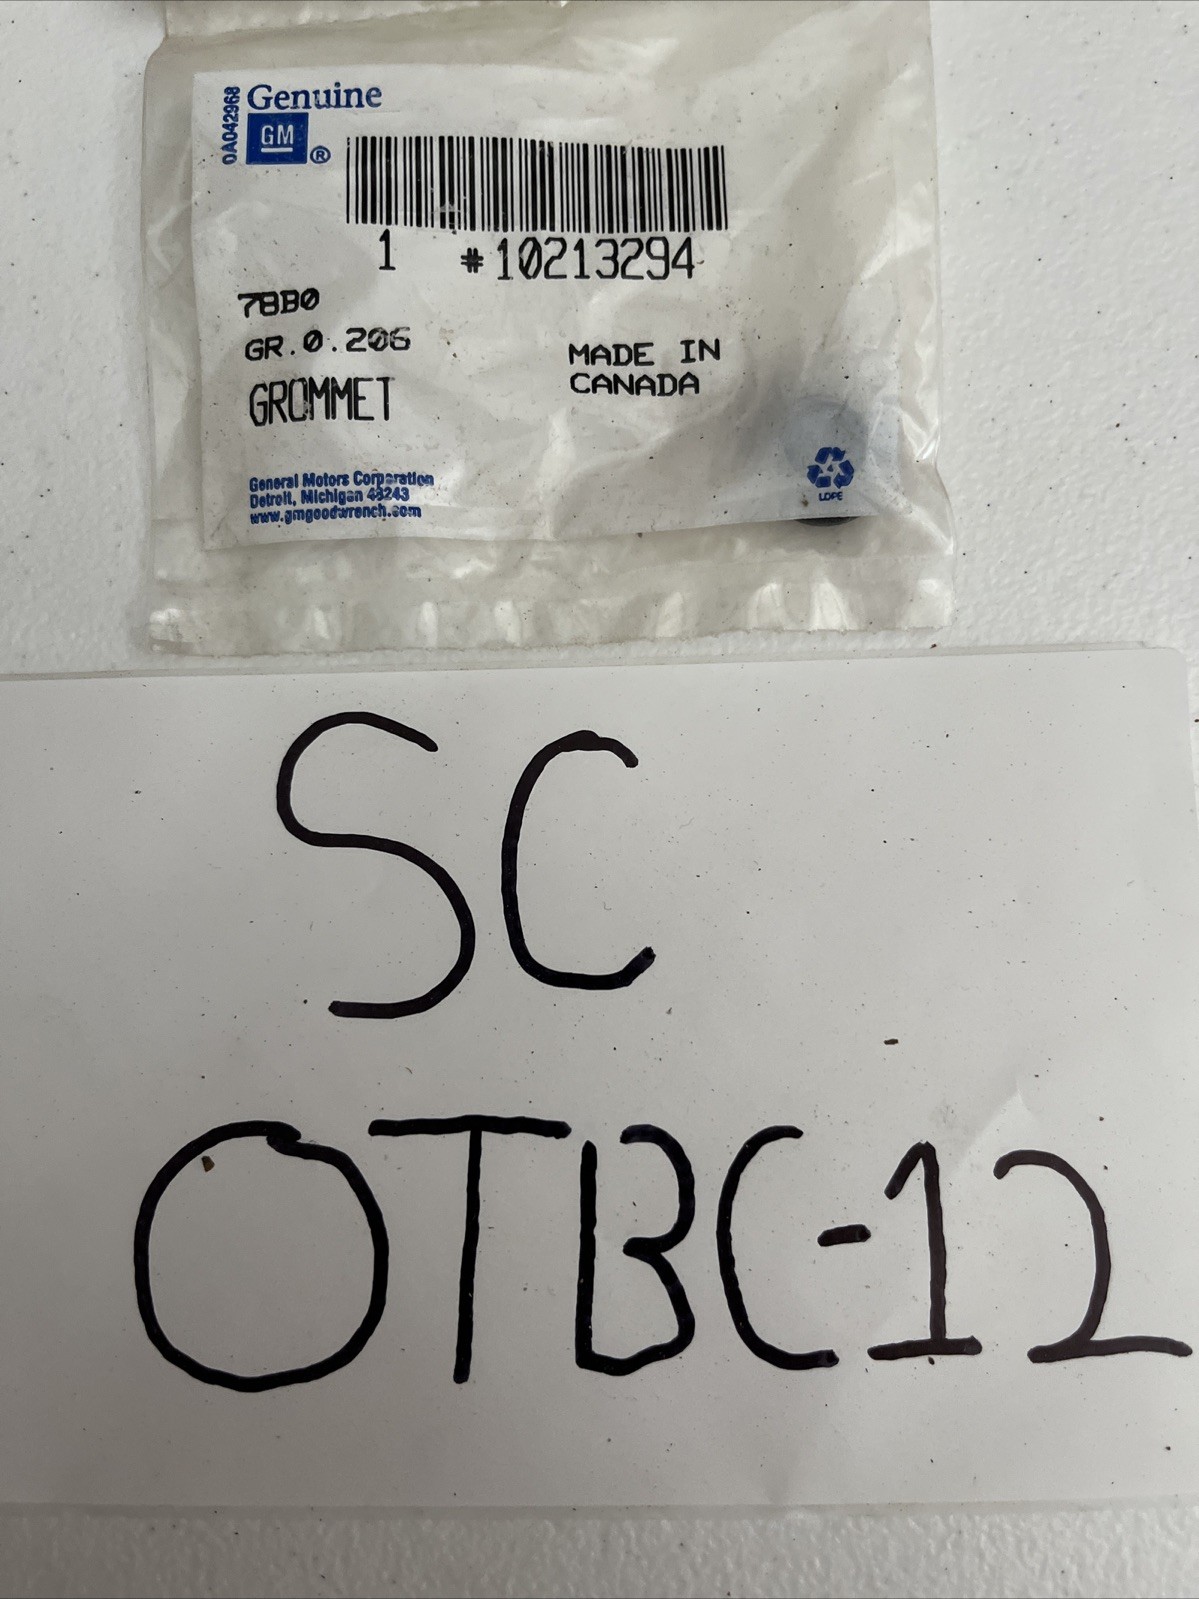 0A042968
Genuine
GM ®
1 #10213294
7BB0
GR.0.206
GROMMET
MADE IN
CANADA
General Motors Corporation
Detroit, Michigan 48243
www.gmgoodwrench.com
LDPE
SC
OTBC-12